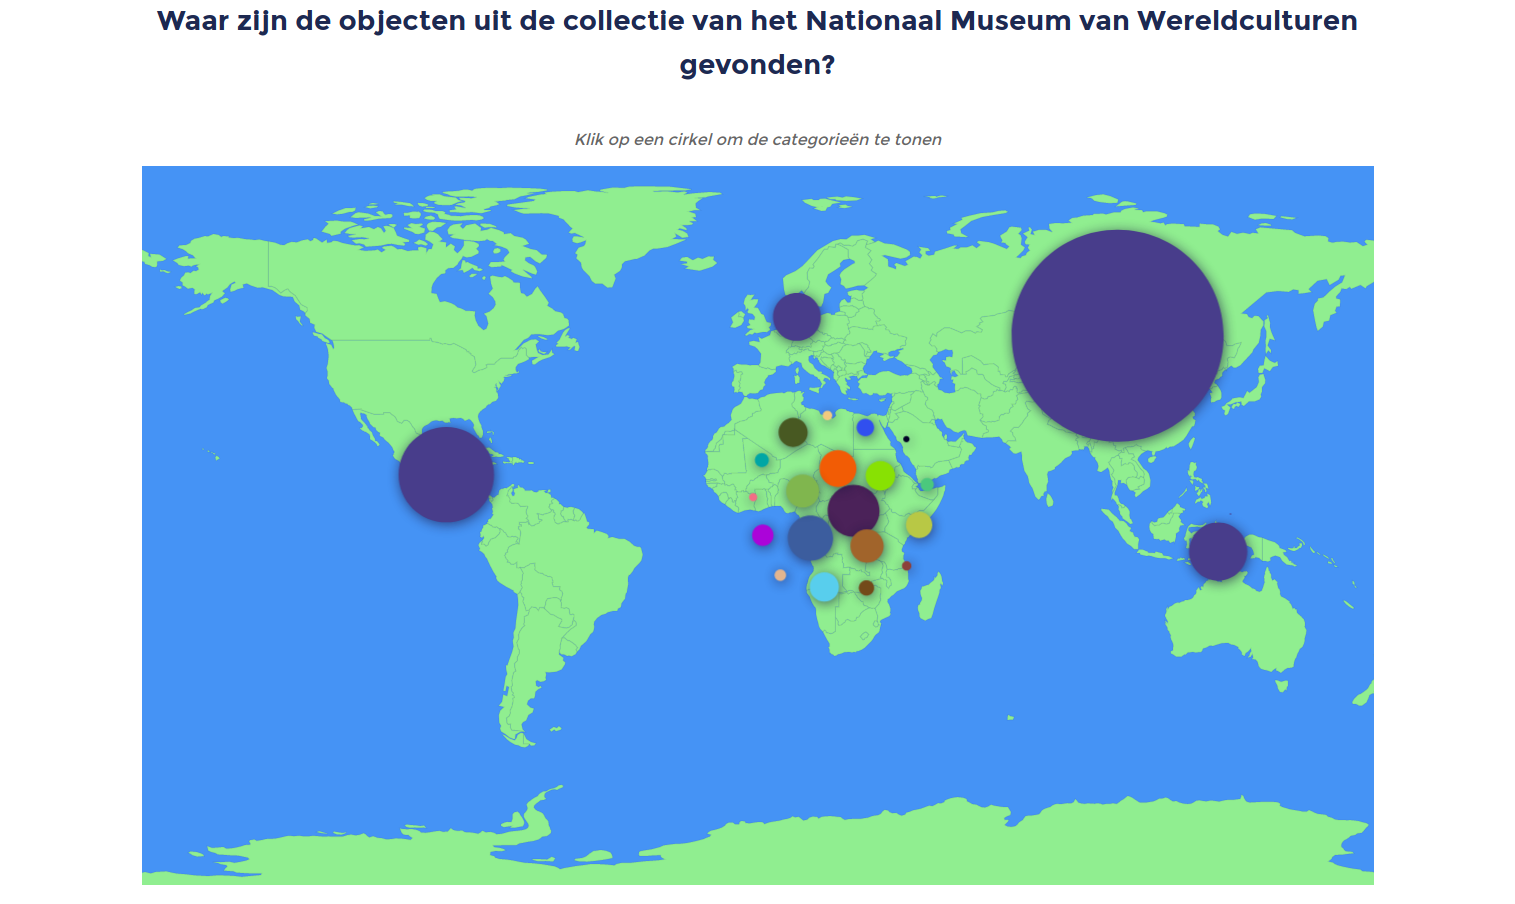 Waar zijn de objecten uit de collectie van het Nationaal Museum van Wereldculturen
gevonden?
Klik op een cirkel om de categorieën te tonen